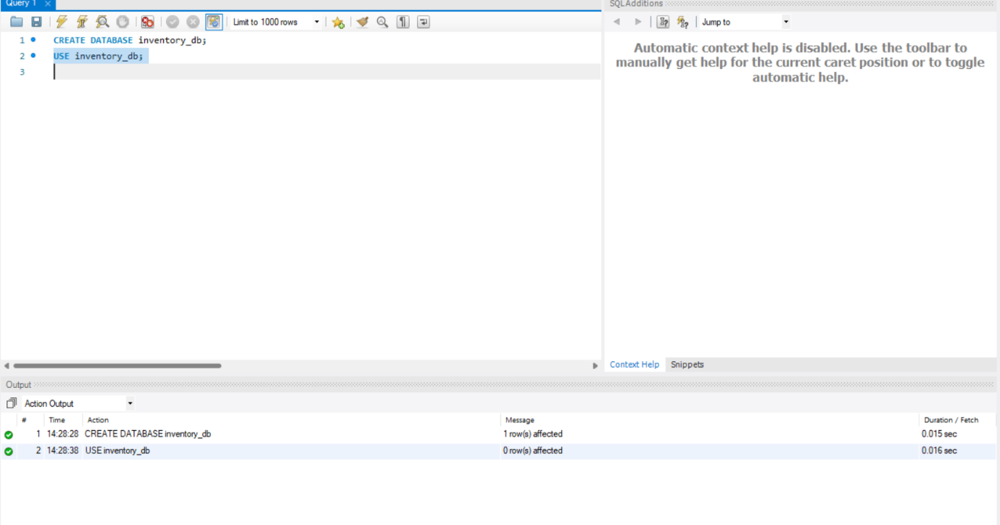 Query 1
SQLAdditions
Limit to 1000 rows
Jump to
1 CREATE DATABASE inventory_db;
2 USE inventory_db;
3
Automatic context help is disabled. Use the toolbar to
manually get help for the current caret position or to toggle
automatic help.
Context Help Snippets
Output
Action Output
# Time Action Message Duration / Fetch
1 14:28:28 CREATE DATABASE inventory_db 1 row(s) affected 0.015 sec
2 14:28:38 USE inventory_db 0 row(s) affected 0.016 sec